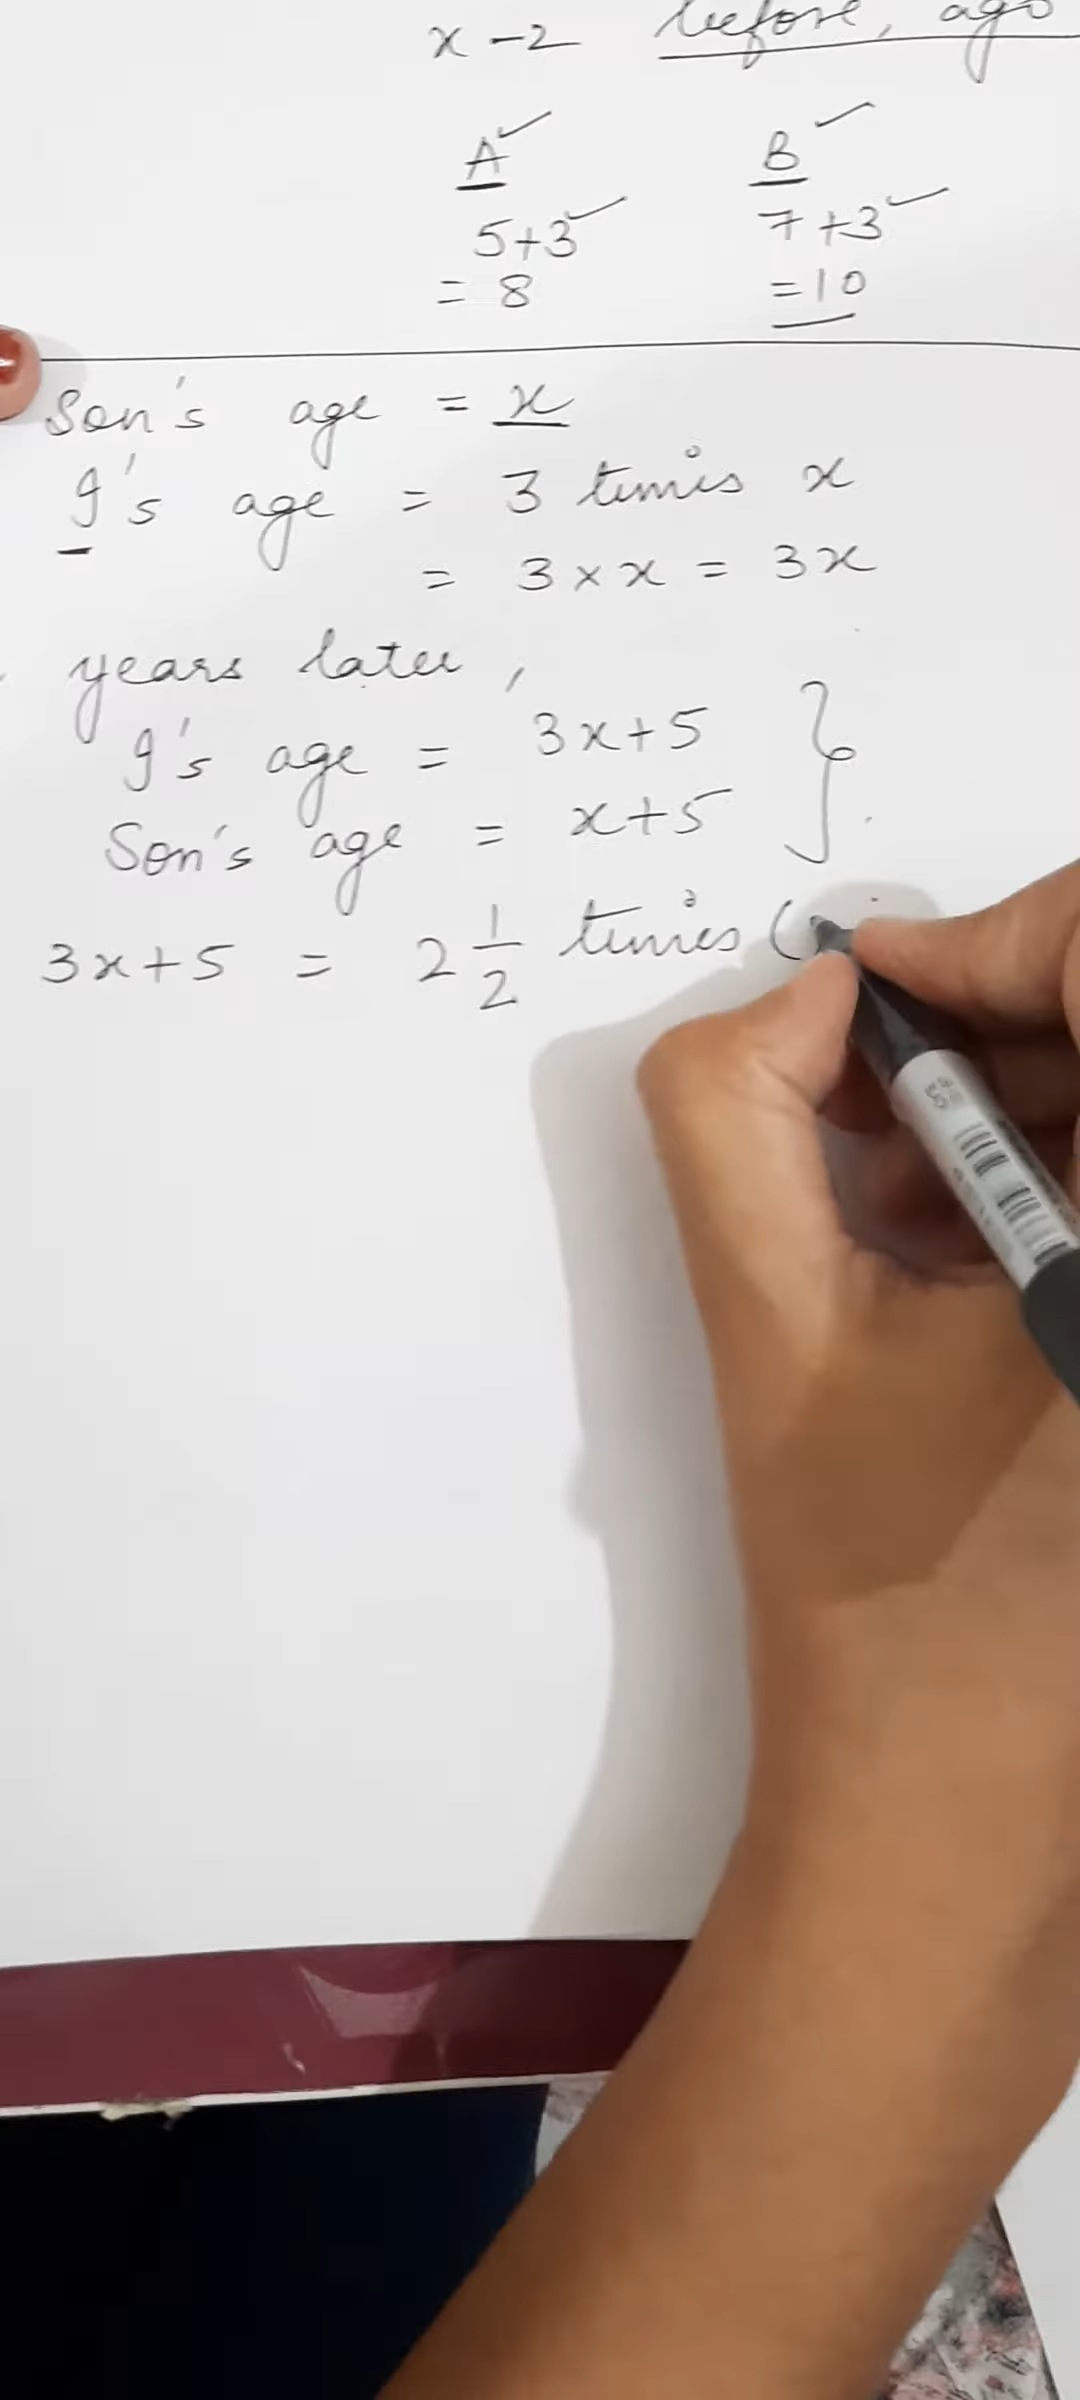 x - 2 before, ago
A B
5+3 7+3
= 8 = 10
Son's age = x
I's age = 3 times x
= 3 × x = 3x
years later,
I's age = 3x+5
Son's age = x+5
3x+5 = 2 1/2 times (